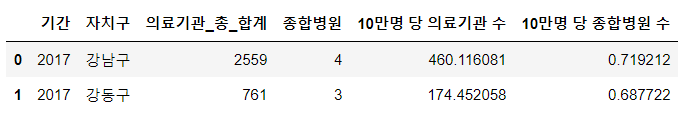 기간 자치구 의료기관_총_합계 종합병원 10만명 당 의료기관 수 10만명 당 종합병원 수
0 2017 강남구 2559 4 460.116081 0.719212
1 2017 강동구 761 3 174.452058 0.687722